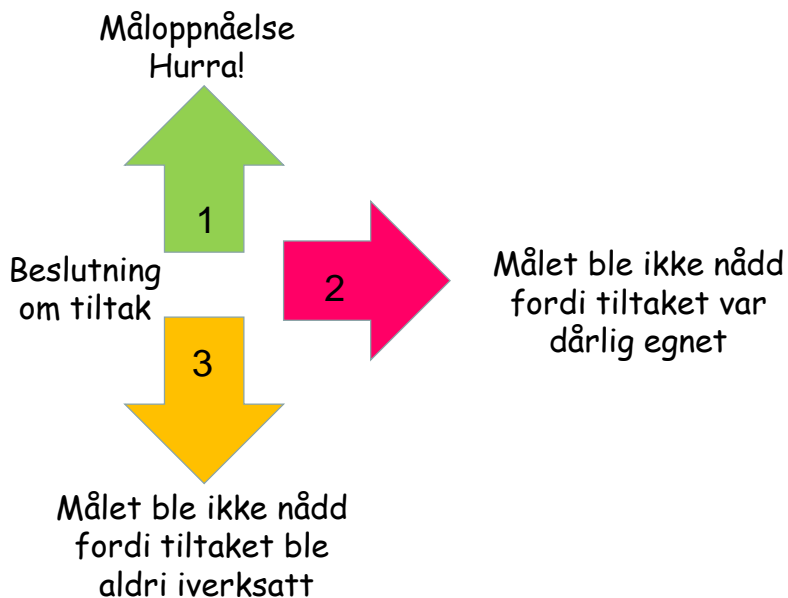 Måloppnåelse
Hurra!
1
Beslutning
om tiltak
2
Målet ble ikke nådd
fordi tiltaket var
dårlig egnet
3
Målet ble ikke nådd
fordi tiltaket ble
aldri iverksatt